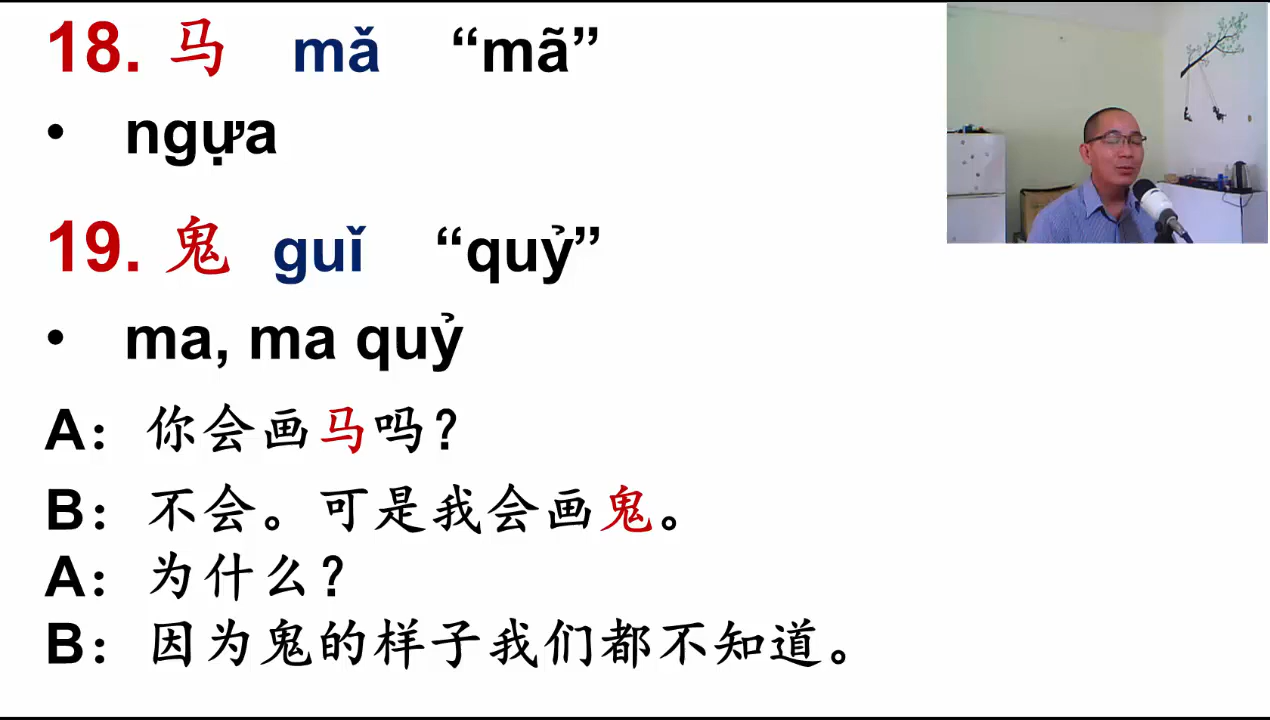 18. 马 mǎ “mã”
• ngựa
19. 鬼 guǐ “quỷ”
• ma, ma quỷ
A：你会画马吗？
B：不会。可是我会画鬼。
A：为什么？
B：因为鬼的样子我们都不知道。